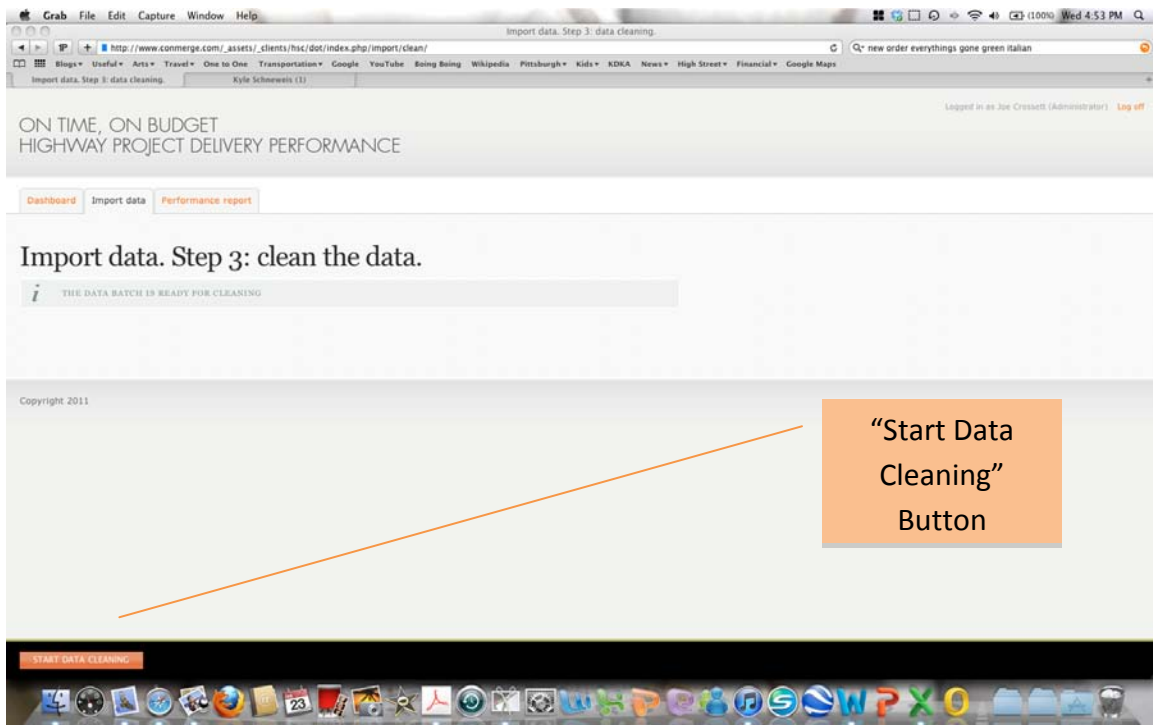 Grab File Edit Capture Window Help (100%) Wed 4:53 PM
Import data. Step 3: data cleaning.
http://www.conmerge.com/_assets/_clients/hsc/dot/index.php/import/clean/ new order everythings gone green italian
Blogs Useful Arts Travel One to One Transportation Google YouTube Boing Boing Wikipedia Pittsburgh Kids KDKA News High Street Financial Google Maps
Import data. Step 3: data cleaning. Kyle Schneweis (1)
Logged in as Joe Crossett (Administrator) Log off
ON TIME, ON BUDGET
HIGHWAY PROJECT DELIVERY PERFORMANCE
Dashboard Import data Performance report
Import data. Step 3: clean the data.
i THE DATA BATCH IS READY FOR CLEANING
Copyright 2011
“Start Data
Cleaning”
Button
START DATA CLEANING
23